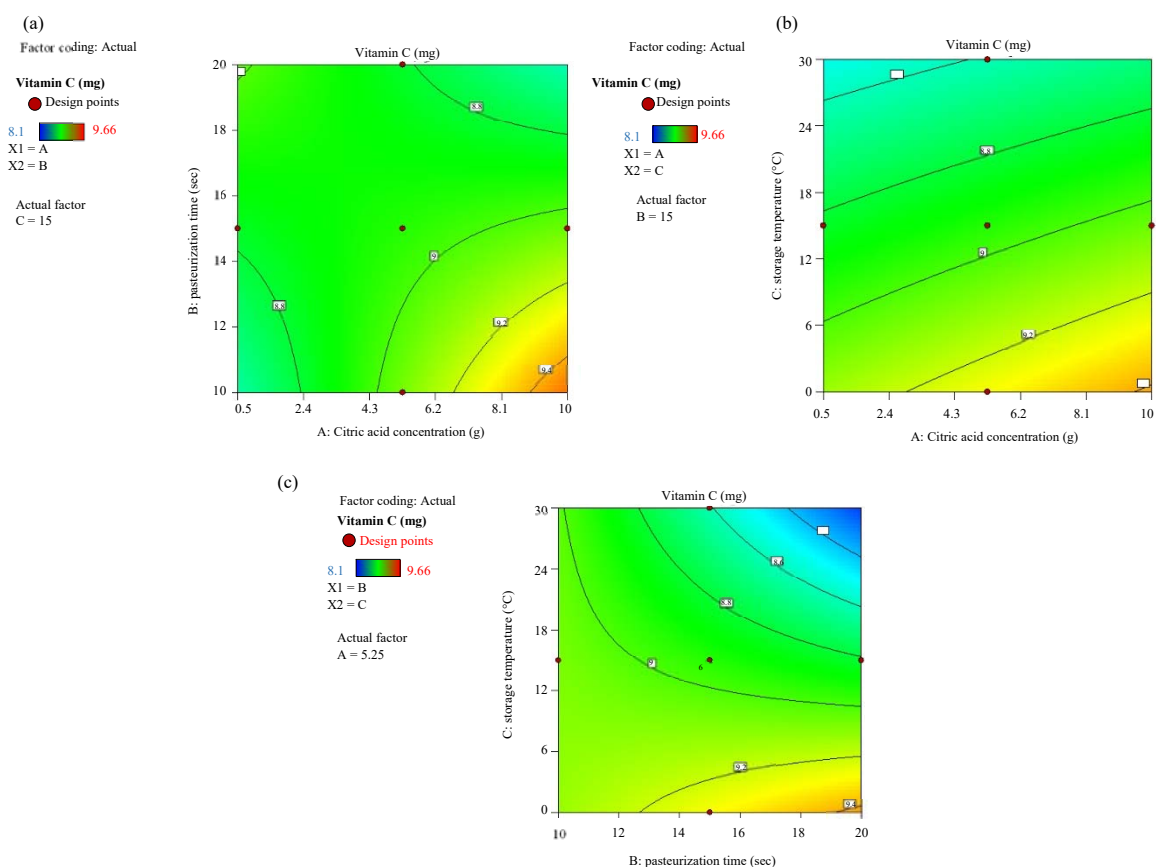 (a)
Factor coding: Actual
Vitamin C (mg)
Design points
8.1 9.66
X1 = A
X2 = B
Actual factor
C = 15
Vitamin C (mg)
B: pasteurization time (sec)
20
18
16
14
12
10
8.8
9
8.8
9.2
9.4
0.5 2.4 4.3 6.2 8.1 10
A: Citric acid concentration (g)
(b)
Factor coding: Actual
Vitamin C (mg)
Design points
8.1 9.66
X1 = A
X2 = C
Actual factor
B = 15
Vitamin C (mg)
C: storage temperature (°C)
30
24
18
12
6
0
8.8
9
9.2
0.5 2.4 4.3 6.2 8.1 10
A: Citric acid concentration (g)
(c)
Factor coding: Actual
Vitamin C (mg)
Design points
8.1 9.66
X1 = B
X2 = C
Actual factor
A = 5.25
Vitamin C (mg)
C: storage temperature (°C)
30
24
18
12
6
0
8.6
8.8
9
6
9.2
9.4
10 12 14 16 18 20
B: pasteurization time (sec)